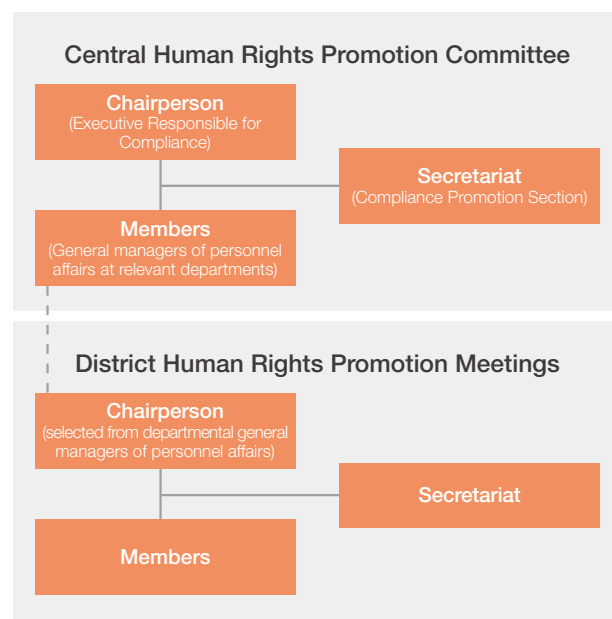 Central Human Rights Promotion Committee
Chairperson
(Executive Responsible for
Compliance)
Secretariat
(Compliance Promotion Section)
Members
(General managers of personnel
affairs at relevant departments)
District Human Rights Promotion Meetings
Chairperson
(selected from departmental general
managers of personnel affairs)
Secretariat
Members